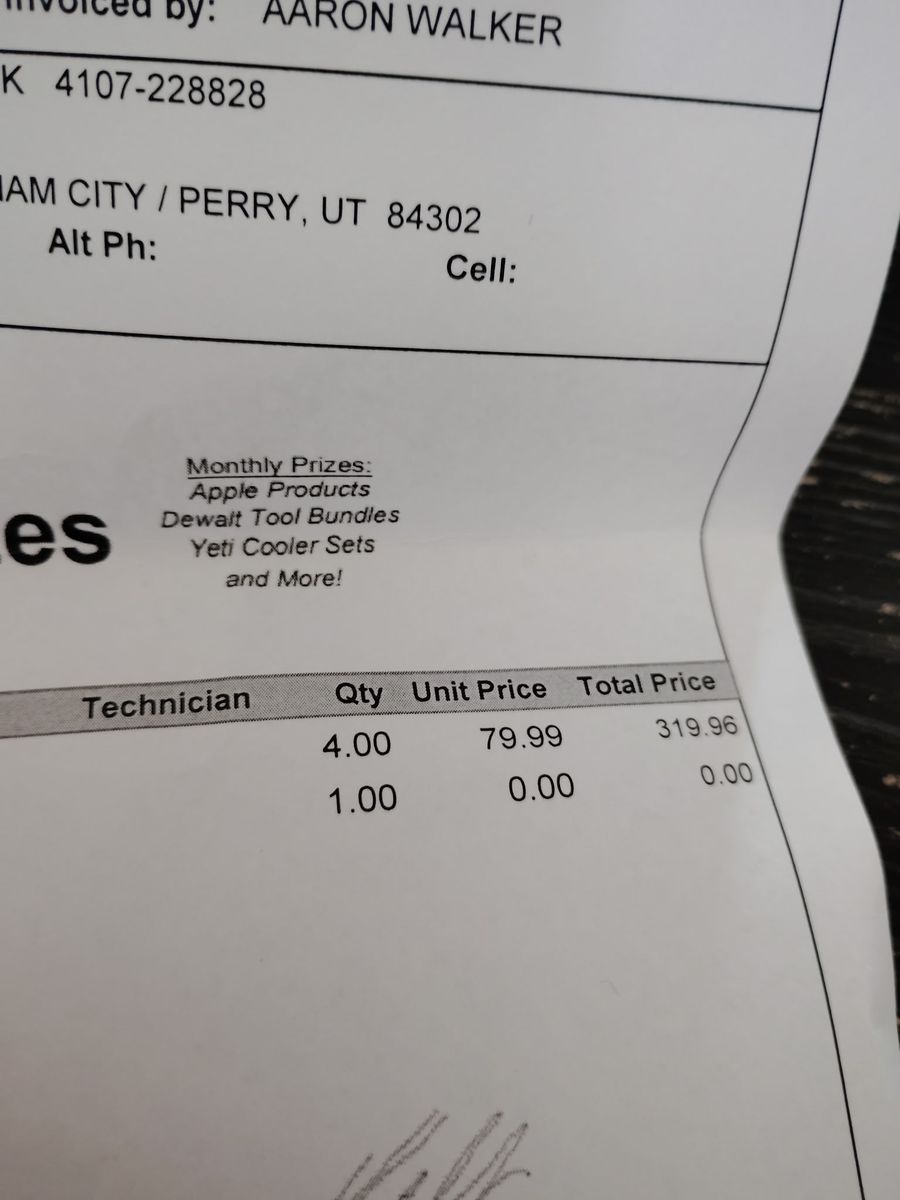 Invoiced by: AARON WALKER
K 4107-228828
HAM CITY / PERRY, UT 84302
Alt Ph: Cell:
Monthly Prizes:
Apple Products
es
Dewalt Tool Bundles
Yeti Cooler Sets
and More!
Technician Qty Unit Price Total Price
4.00 79.99 319.96
1.00 0.00 0.00